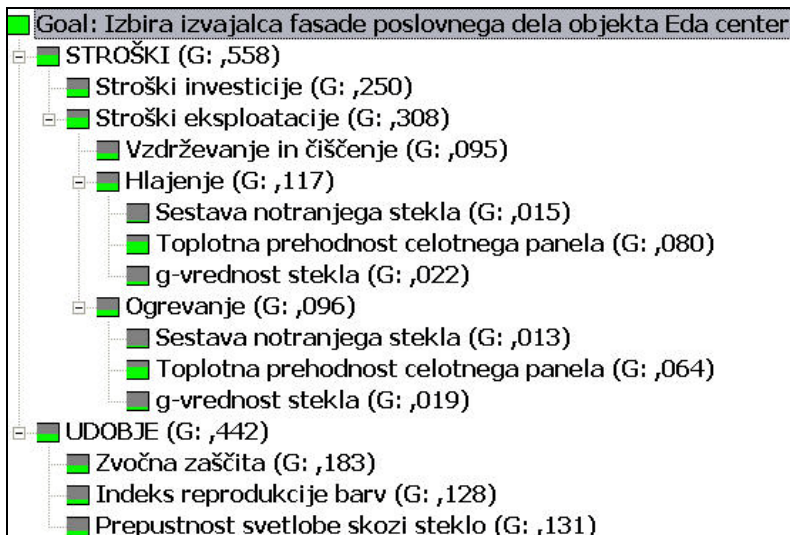 Goal: Izbira izvajalca fasade poslovnega dela objekta Eda center
STROŠKI (G: ,558)
Stroški investicije (G: ,250)
Stroški eksploatacije (G: ,308)
Vzdrževanje in čiščenje (G: ,095)
Hlajenje (G: ,117)
Sestava notranjega stekla (G: ,015)
Toplotna prehodnost celotnega panela (G: ,080)
g-vrednost stekla (G: ,022)
Ogrevanje (G: ,096)
Sestava notranjega stekla (G: ,013)
Toplotna prehodnost celotnega panela (G: ,064)
g-vrednost stekla (G: ,019)
UDOBJE (G: ,442)
Zvočna zaščita (G: ,183)
Indeks reprodukcije barv (G: ,128)
Prepustnost svetlobe skozi steklo (G: ,131)